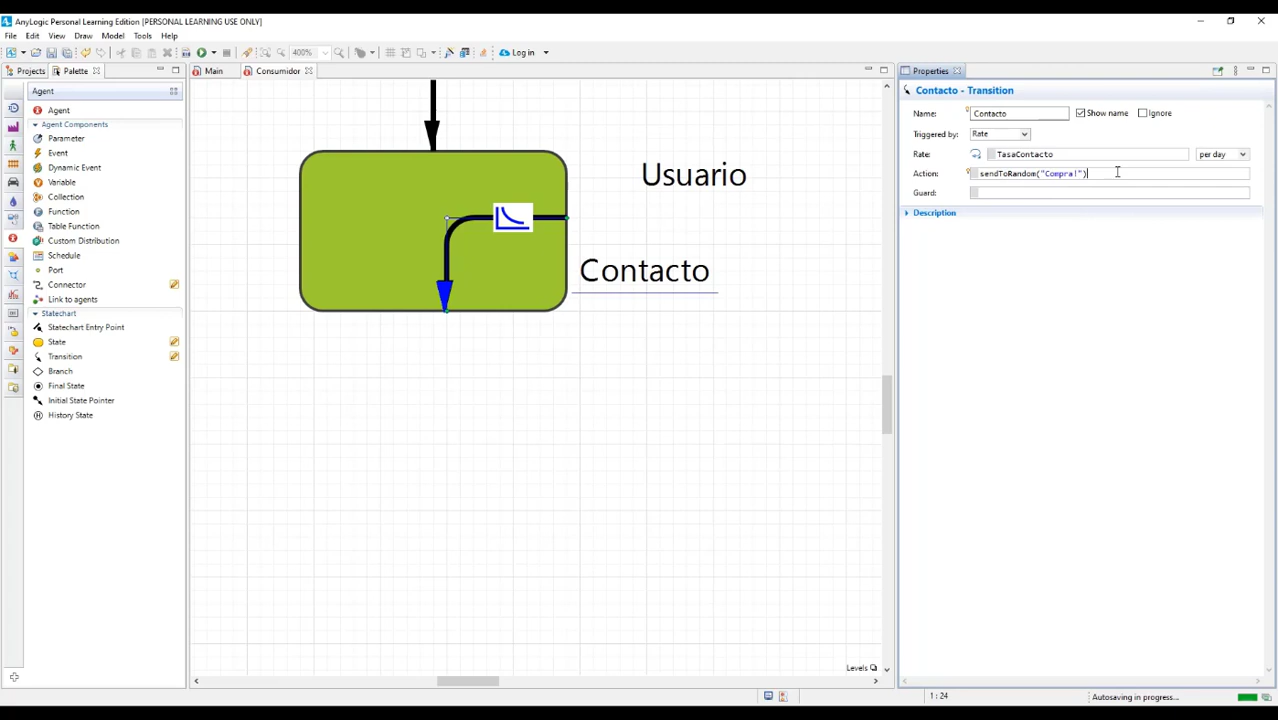 AnyLogic Personal Learning Edition [PERSONAL LEARNING USE ONLY]
File Edit View Draw Model Tools Help
400% Log in
Projects Palette
Main Consumidor
Properties
Agent
Agent
Agent Components
Parameter
Event
Dynamic Event
Variable
Collection
Function
Table Function
Custom Distribution
Schedule
Port
Connector
Link to agents
Statechart
Statechart Entry Point
State
Transition
Branch
Final State
Initial State Pointer
History State
Usuario
Contacto
Levels
Contacto - Transition
Name: Contacto Show name Ignore
Triggered by: Rate
Rate: TasaContacto per day
Action: sendToRandom("Compra!")
Guard:
Description
1 : 24 Autosaving in progress...